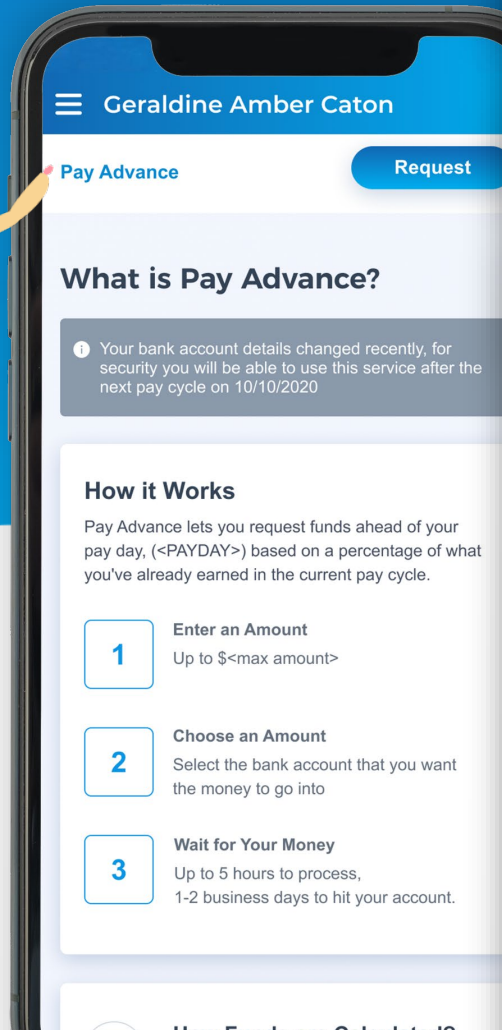 Geraldine Amber Caton
Pay Advance
Request
What is Pay Advance?
Your bank account details changed recently, for
security you will be able to use this service after the
next pay cycle on 10/10/2020
How it Works
Pay Advance lets you request funds ahead of your
pay day, (<PAYDAY>) based on a percentage of what
you've already earned in the current pay cycle.
1
Enter an Amount
Up to $<max amount>
2
Choose an Amount
Select the bank account that you want
the money to go into
3
Wait for Your Money
Up to 5 hours to process,
1-2 business days to hit your account.